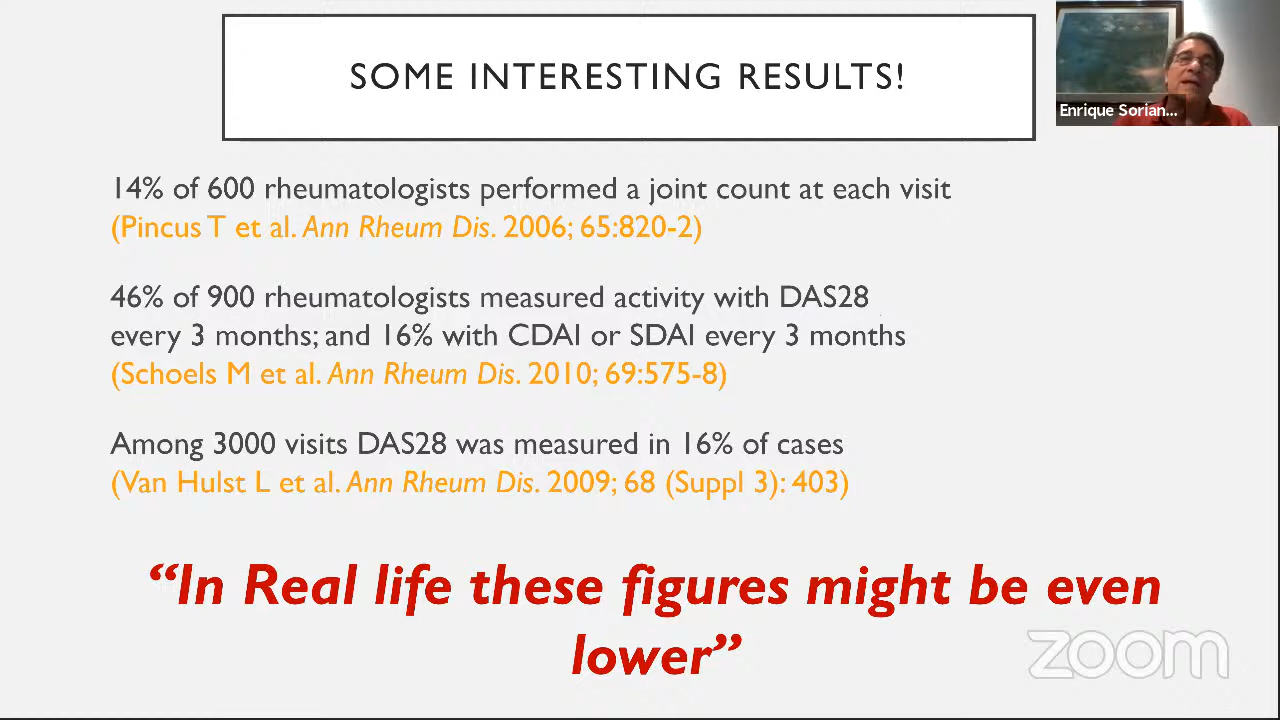 SOME INTERESTING RESULTS!
Enrique Sorian...
14% of 600 rheumatologists performed a joint count at each visit
(Pincus T et al. Ann Rheum Dis. 2006; 65:820-2)
46% of 900 rheumatologists measured activity with DAS28
every 3 months; and 16% with CDAI or SDAI every 3 months
(Schoels M et al. Ann Rheum Dis. 2010; 69:575-8)
Among 3000 visits DAS28 was measured in 16% of cases
(Van Hulst L et al. Ann Rheum Dis. 2009; 68 (Suppl 3): 403)
“In Real life these figures might be even
lower”
zoom